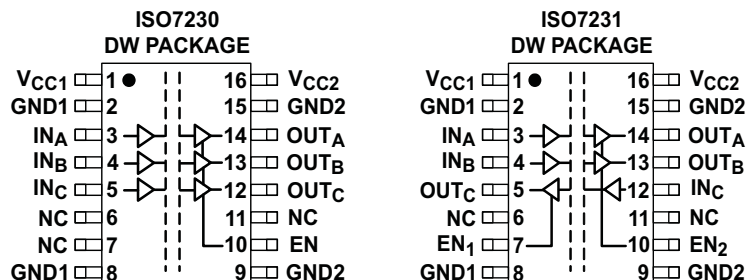 ISO7230
DW PACKAGE
VCC1 1 16 VCC2
GND1 2 15 GND2
INA 3 14 OUTA
INB 4 13 OUTB
INC 5 12 OUTC
NC 6 11 NC
NC 7 10 EN
GND1 8 9 GND2
ISO7231
DW PACKAGE
VCC1 1 16 VCC2
GND1 2 15 GND2
INA 3 14 OUTA
INB 4 13 OUTB
OUTC 5 12 INC
NC 6 11 NC
EN1 7 10 EN2
GND1 8 9 GND2